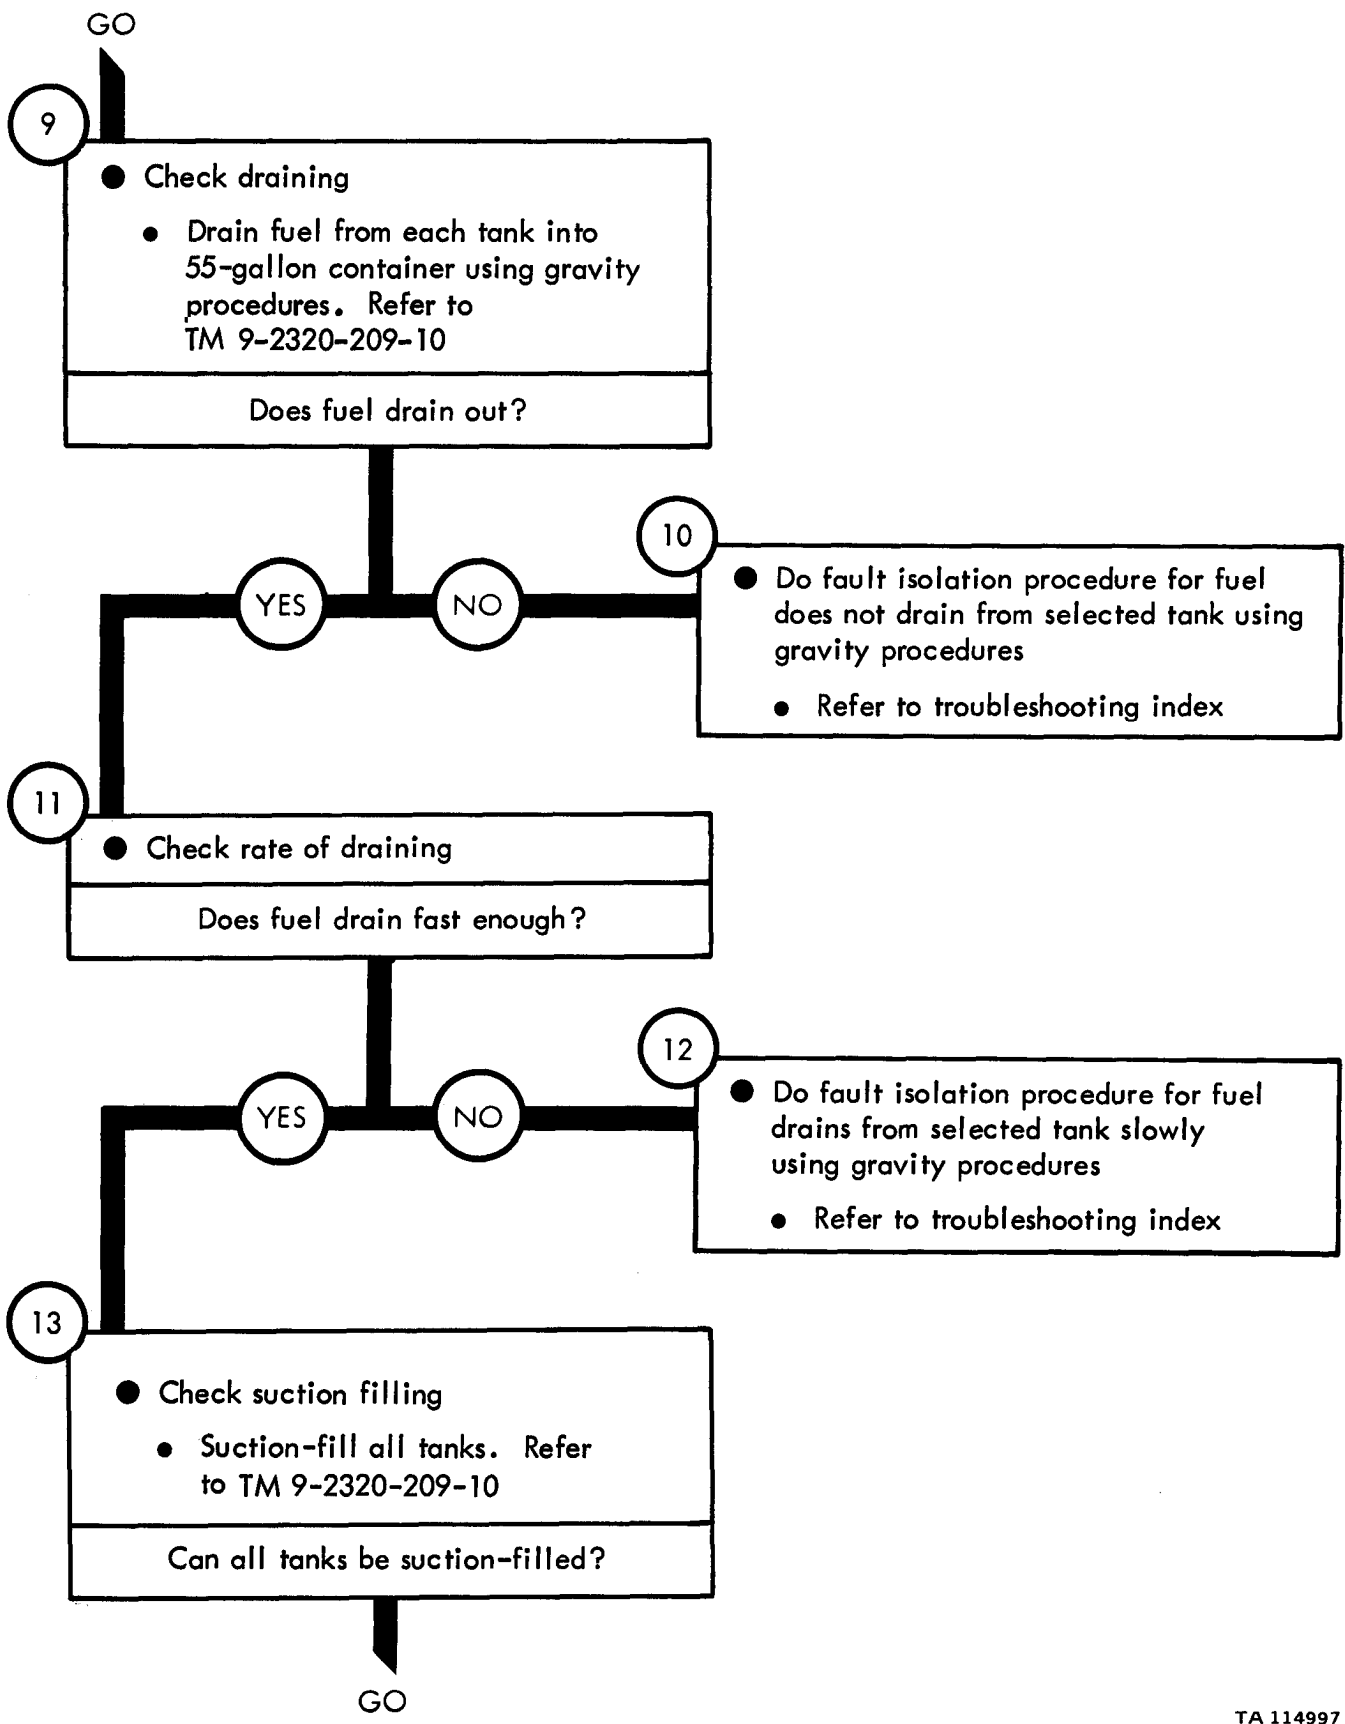 GO
9
● Check draining
● Drain fuel from each tank into
55-gallon container using gravity
procedures. Refer to
TM 9-2320-209-10
Does fuel drain out?
YES
NO
10
● Do fault isolation procedure for fuel
does not drain from selected tank using
gravity procedures
● Refer to troubleshooting index
11
● Check rate of draining
Does fuel drain fast enough?
YES
NO
12
● Do fault isolation procedure for fuel
drains from selected tank slowly
using gravity procedures
● Refer to troubleshooting index
13
● Check suction filling
● Suction-fill all tanks. Refer
to TM 9-2320-209-10
Can all tanks be suction-filled?
GO
TA 114997